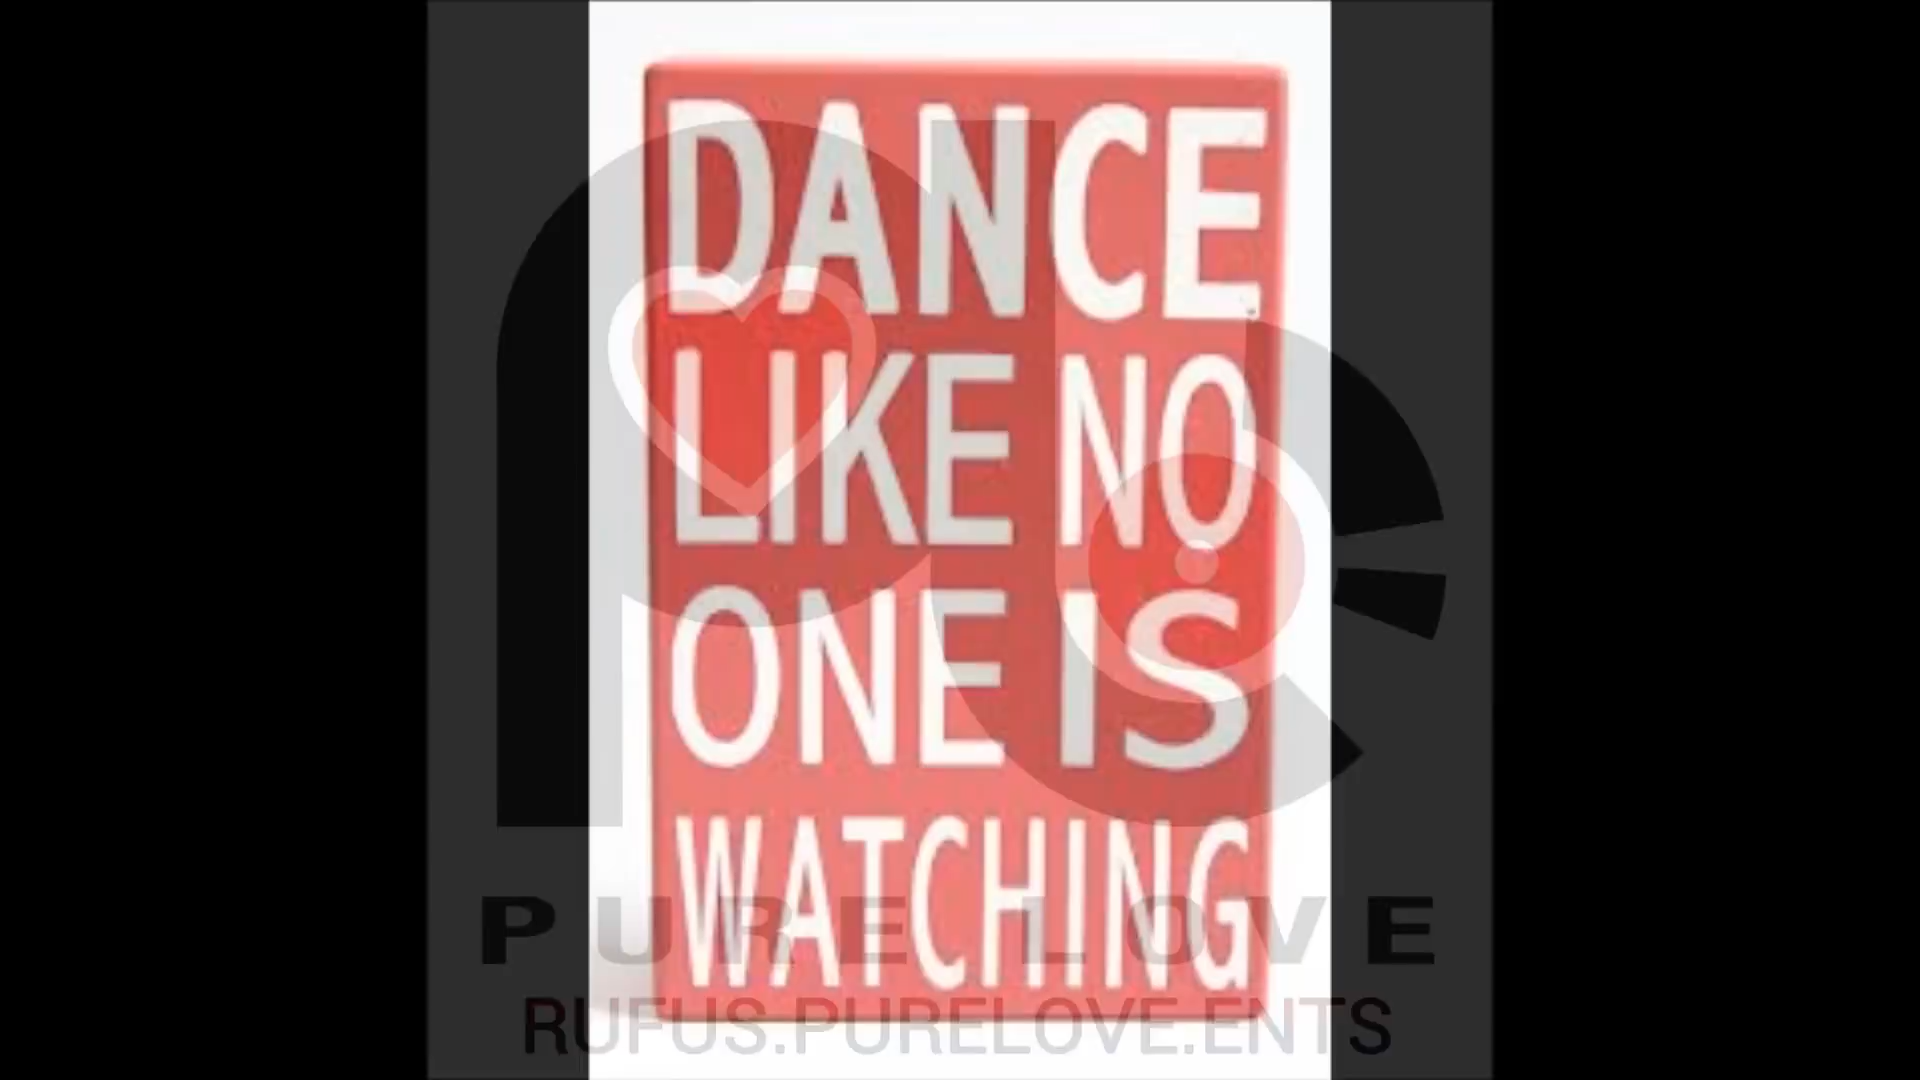 DANCE
LIKE NO
ONE IS
WATCHING
PURE LOVE
RUFUS.PURELOVE.ENTS